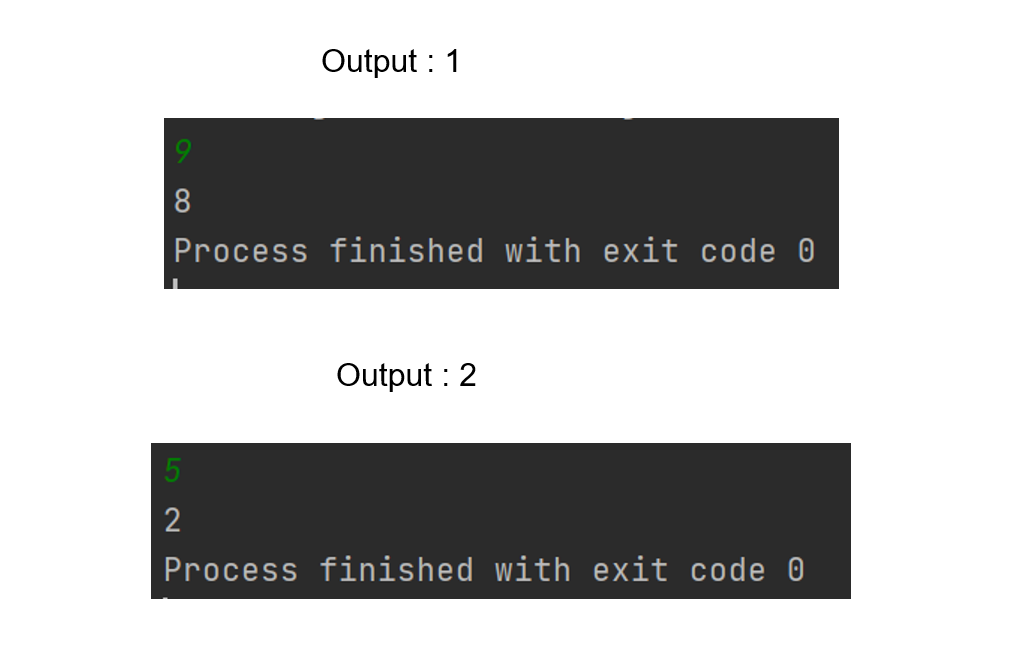 Output : 1
9
8
Process finished with exit code 0
Output : 2
5
2
Process finished with exit code 0